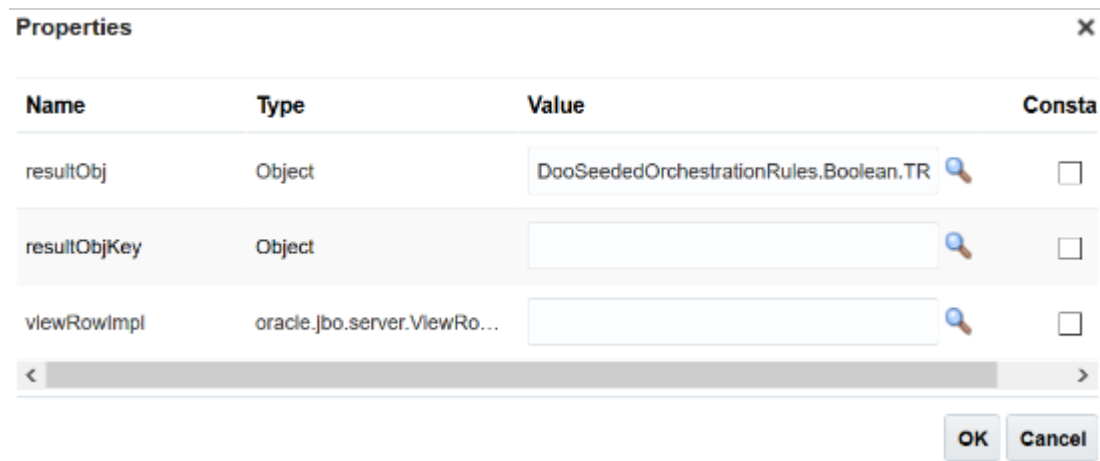 Properties
Name Type Value Consta
resultObj Object DooSeededOrchestrationRules.Boolean.TR
resultObjKey Object
viewRowImpl oracle.jbo.server.ViewRo...
OK Cancel